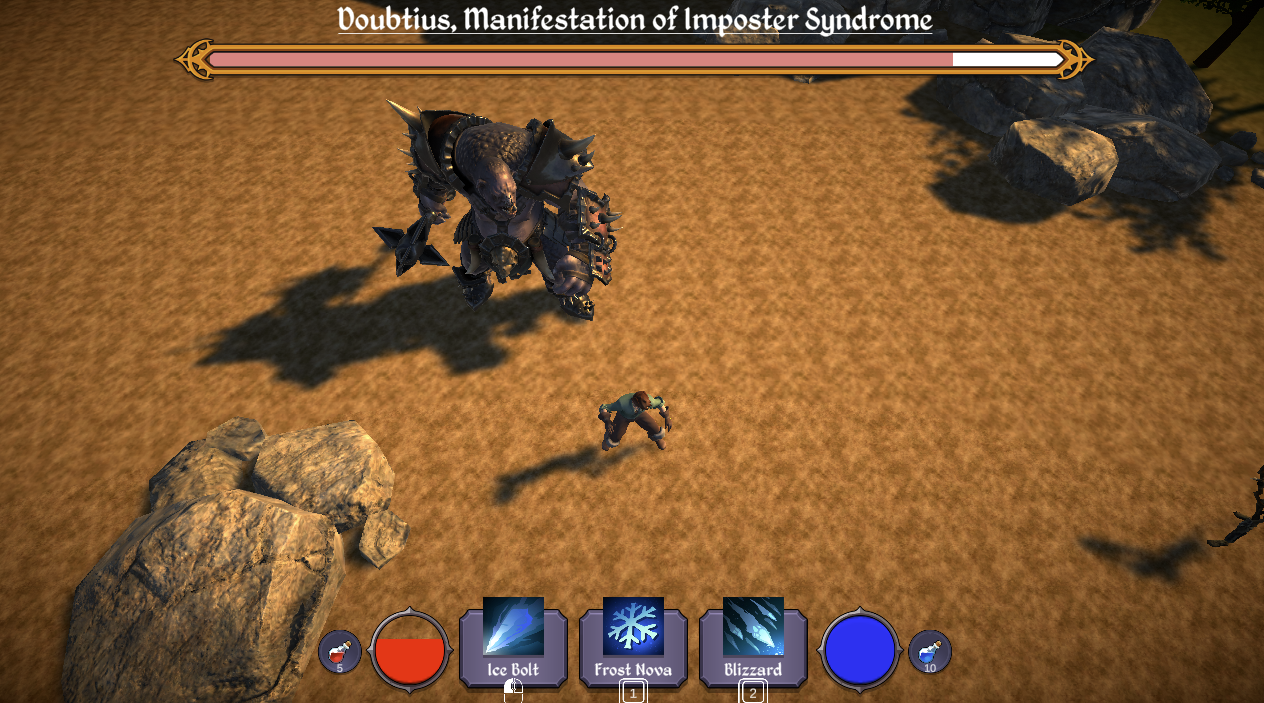 Doubtius, Manifestation of Imposter Syndrome
5
Ice Bolt
Frost Nova
Blizzard
10
1
2